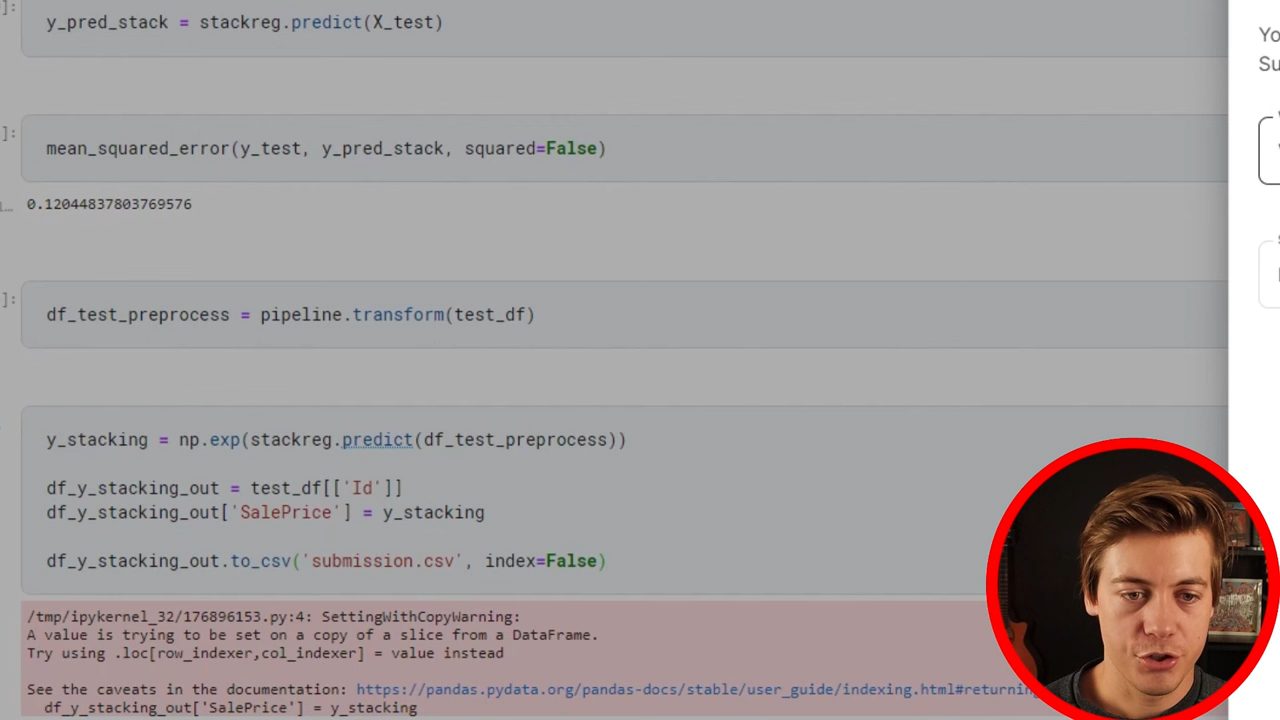 ]:
y_pred_stack = stackreg.predict(X_test)
Yo
Su
]:
mean_squared_error(y_test, y_pred_stack, squared=False)
0.12044837803769576
]:
df_test_preprocess = pipeline.transform(test_df)
y_stacking = np.exp(stackreg.predict(df_test_preprocess))
df_y_stacking_out = test_df[['Id']]
df_y_stacking_out['SalePrice'] = y_stacking
df_y_stacking_out.to_csv('submission.csv', index=False)
/tmp/ipykernel_32/176896153.py:4: SettingWithCopyWarning:
A value is trying to be set on a copy of a slice from a DataFrame.
Try using .loc[row_indexer,col_indexer] = value instead
See the caveats in the documentation: https://pandas.pydata.org/pandas-docs/stable/user_guide/indexing.html#returning
df_y_stacking_out['SalePrice'] = y_stacking